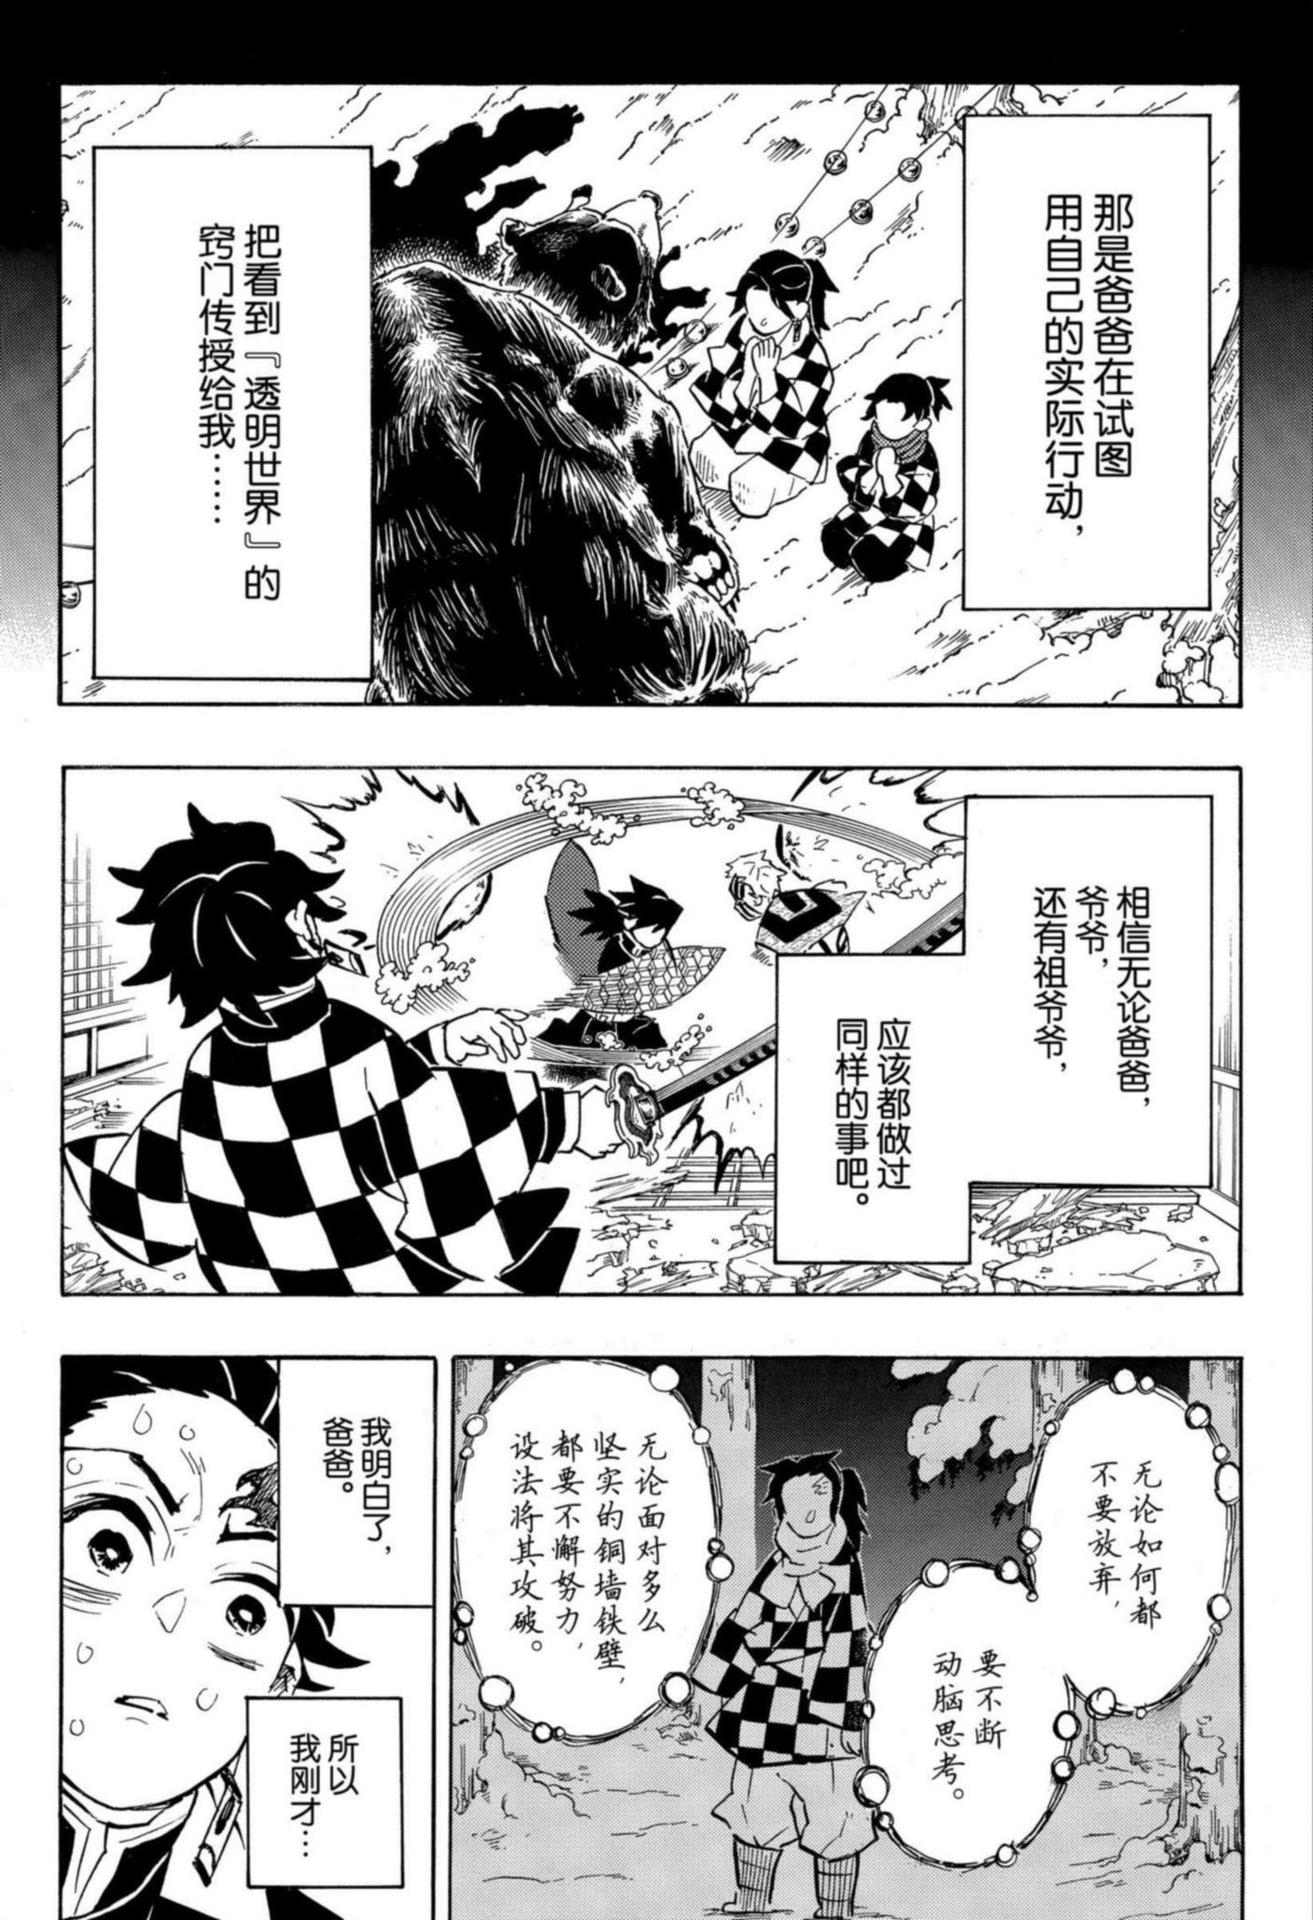 那是爸爸在试图
用自己的实际行动，
把看到『透明世界』的
窍门传授给我……
相信无论爸爸，
爷爷，
还有祖爷爷，
应该都做过
同样的事吧。
无论如何都
不要放弃，
要不断
动脑思考。
无论面对多么
坚实的铜墙铁壁，
都要不懈努力，
设法将其攻破。
我明白了，
爸爸。
所以
我刚才…